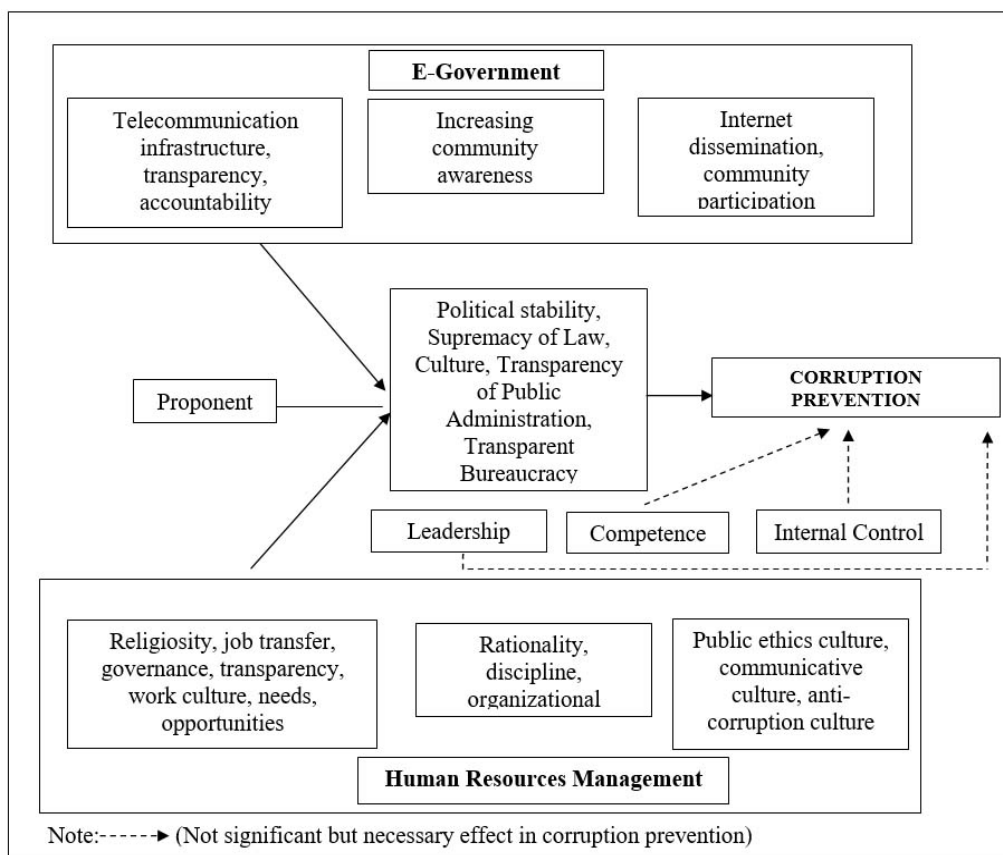 E-Government
Telecommunication
infrastructure,
transparency,
accountability
Increasing
community
awareness
Internet
dissemination,
community
participation
Political stability,
Supremacy of Law,
Culture, Transparency
of Public
Administration,
Transparent
Bureaucracy
Proponent
CORRUPTION
PREVENTION
Leadership
Competence
Internal Control
Religiosity, job transfer,
governance, transparency,
work culture, needs,
opportunities
Rationality,
discipline,
organizational
Public ethics culture,
communicative
culture, anti-
corruption culture
Human Resources Management
Note: (Not significant but necessary effect in corruption prevention)